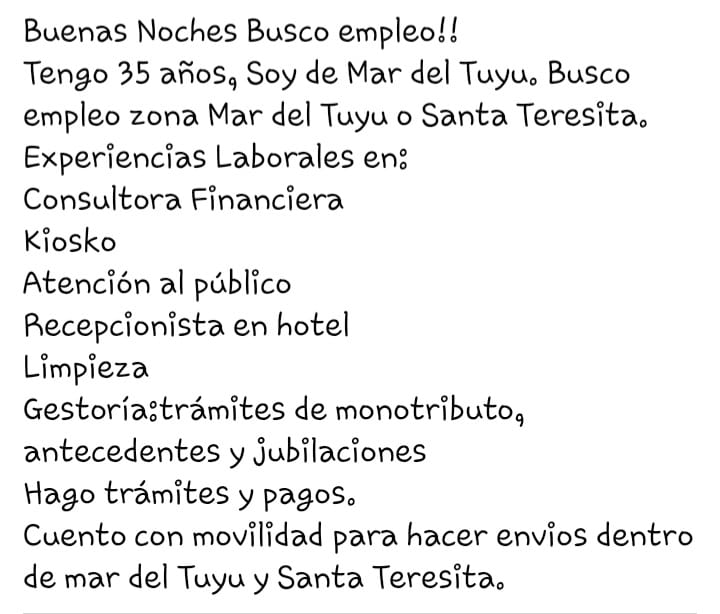 Buenas Noches Busco empleo!!
Tengo 35 años, Soy de Mar del Tuyu. Busco
empleo zona Mar del Tuyu o Santa Teresita.
Experiencias Laborales en:
Consultora Financiera
Kiosko
Atención al público
Recepcionista en hotel
Limpieza
Gestoría:trámites de monotributo,
antecedentes y jubilaciones
Hago trámites y pagos.
Cuento con movilidad para hacer envios dentro
de mar del Tuyu y Santa Teresita.